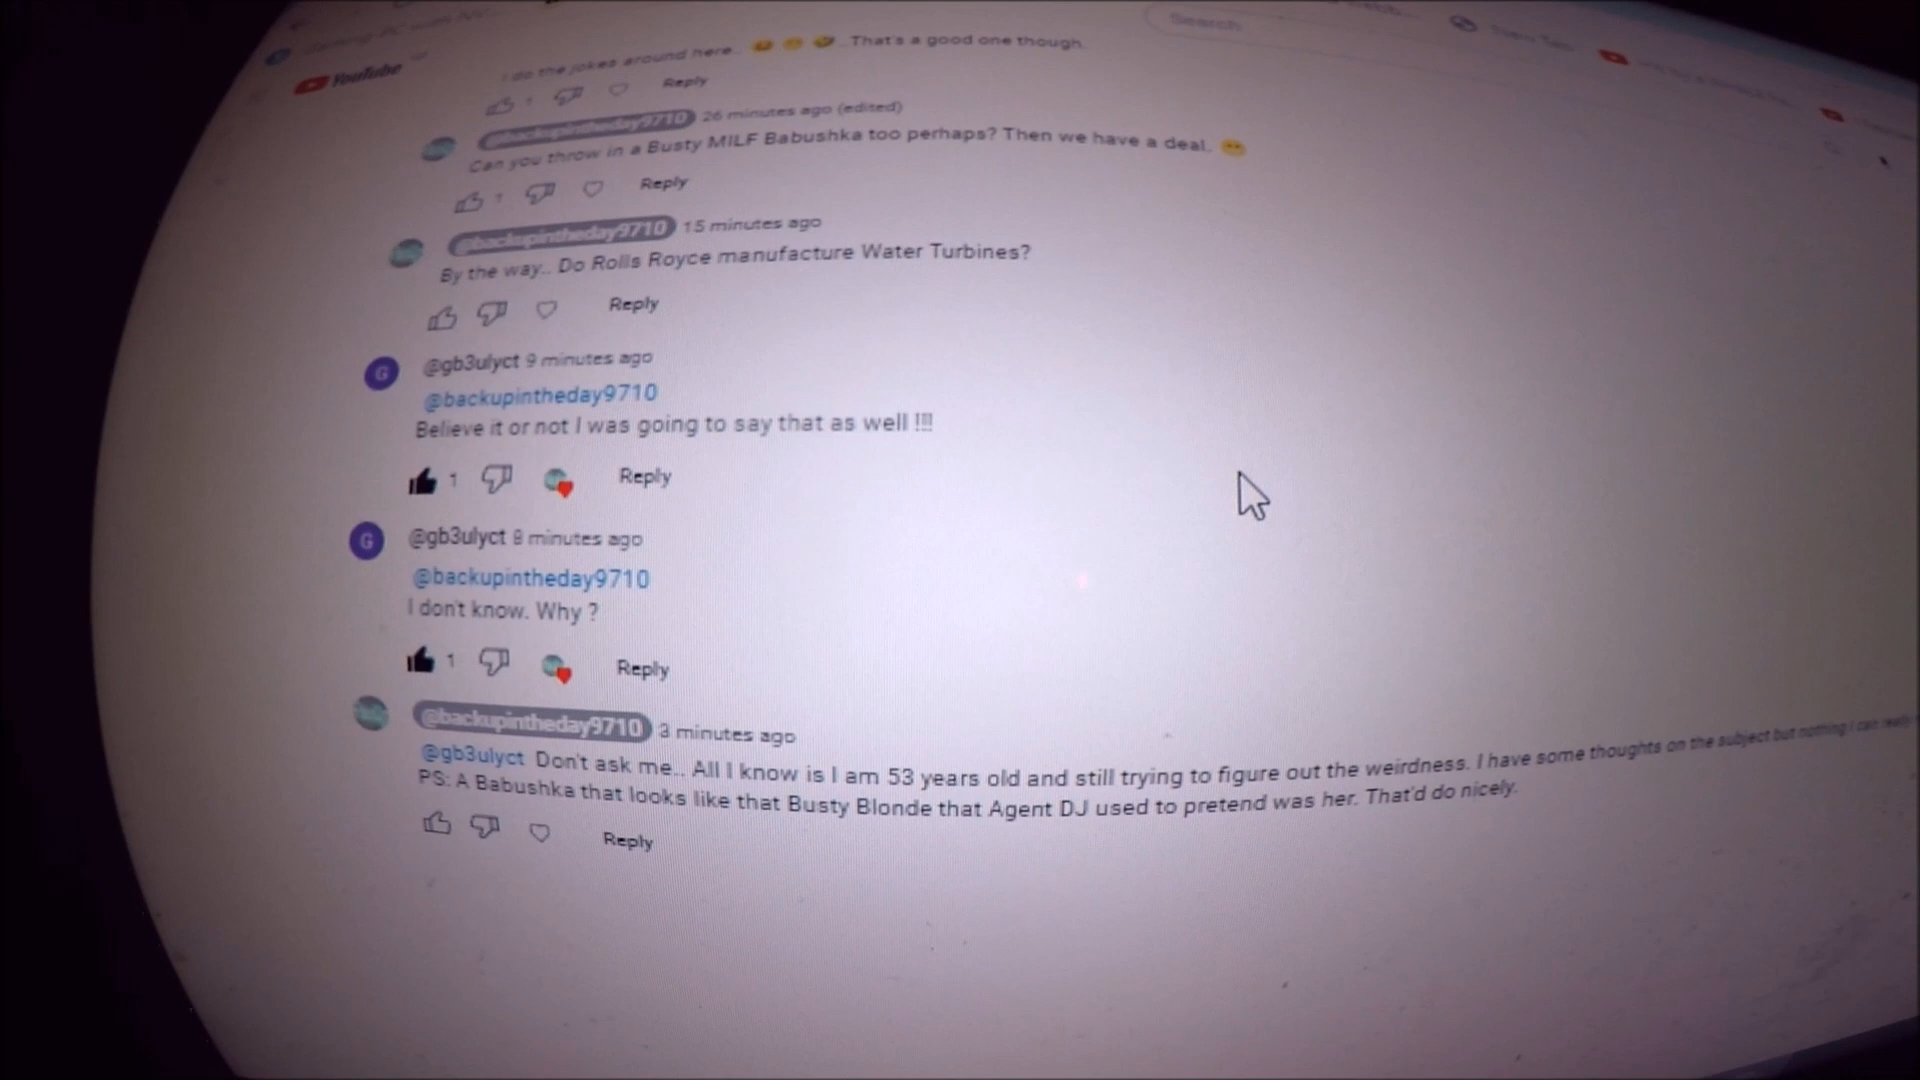 Search
New Tab
YouTube
I do the jokes around here.. 😆 😁 🤣 . That's a good one though.
1 Reply
@backupintheday9710 26 minutes ago (edited)
Can you throw in a Busty MILF Babushka too perhaps? Then we have a deal. 😁
1 Reply
@backupintheday9710 15 minutes ago
By the way.. Do Rolls Royce manufacture Water Turbines?
Reply
G @gb3ulyct 9 minutes ago
@backupintheday9710
Believe it or not I was going to say that as well !!!
1 Reply
G @gb3ulyct 8 minutes ago
@backupintheday9710
I don't know. Why ?
1 Reply
@backupintheday9710 3 minutes ago
@gb3ulyct Don't ask me.. All I know is I am 53 years old and still trying to figure out the weirdness. I have some thoughts on the subject but nothing I can really
PS: A Babushka that looks like that Busty Blonde that Agent DJ used to pretend was her. That'd do nicely.
Reply